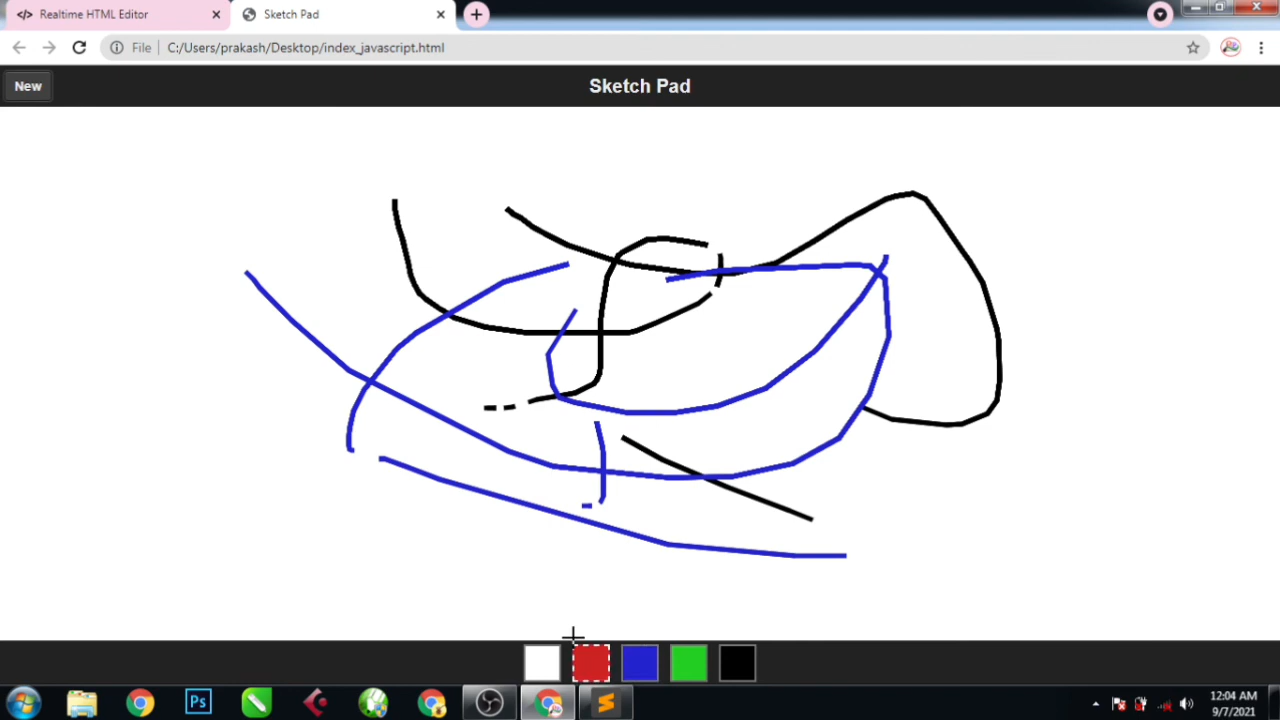 Realtime HTML Editor
Sketch Pad
File
C:/Users/prakash/Desktop/index_javascript.html
New
Sketch Pad
Ps
12:04 AM
9/7/2021